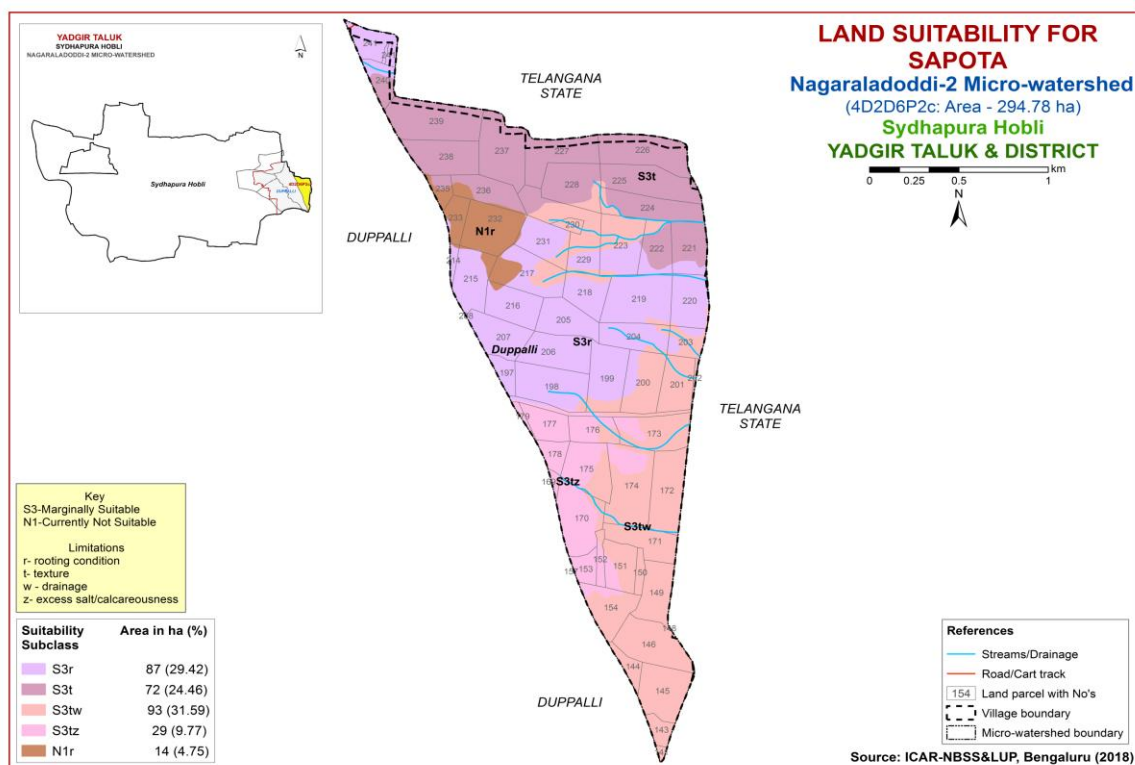 YADGIR TALUK
SYDHAPURA HOBLI
NAGARALADODDI-2 MICRO-WATERSHED
N
Sydhapura Hobli
DUPPALLI
LAND SUITABILITY FOR
SAPOTA
Nagaraladoddi-2 Micro-watershed
(4D2D6P2c: Area - 294.78 ha)
Sydhapura Hobli
YADGIR TALUK & DISTRICT
km
0 0.25 0.5 1
N
TELANGANA
STATE
239
238
237
227
226
S3t
225
228
224
236
235
233
232
N1r
230
223
222
221
231
229
DUPPALLI
214
215
217
218
219
220
216
205
208
207
204
203
Duppalli
206
S3r
197
198
199
200
201
202
TELANGANA
STATE
177
176
173
178
175
S3tz
174
172
170
S3tw
171
152
153
151
150
149
154
148
146
144
145
DUPPALLI
143
Key
S3-Marginally Suitable
N1-Currently Not Suitable
Limitations
r- rooting condition
t- texture
w - drainage
z- excess salt/calcareousness
Suitability Subclass Area in ha (%)
S3r 87 (29.42)
S3t 72 (24.46)
S3tw 93 (31.59)
S3tz 29 (9.77)
N1r 14 (4.75)
References
Streams/Drainage
Road/Cart track
154 Land parcel with No's
Village boundary
Micro-watershed boundary
Source: ICAR-NBSS&LUP, Bengaluru (2018)